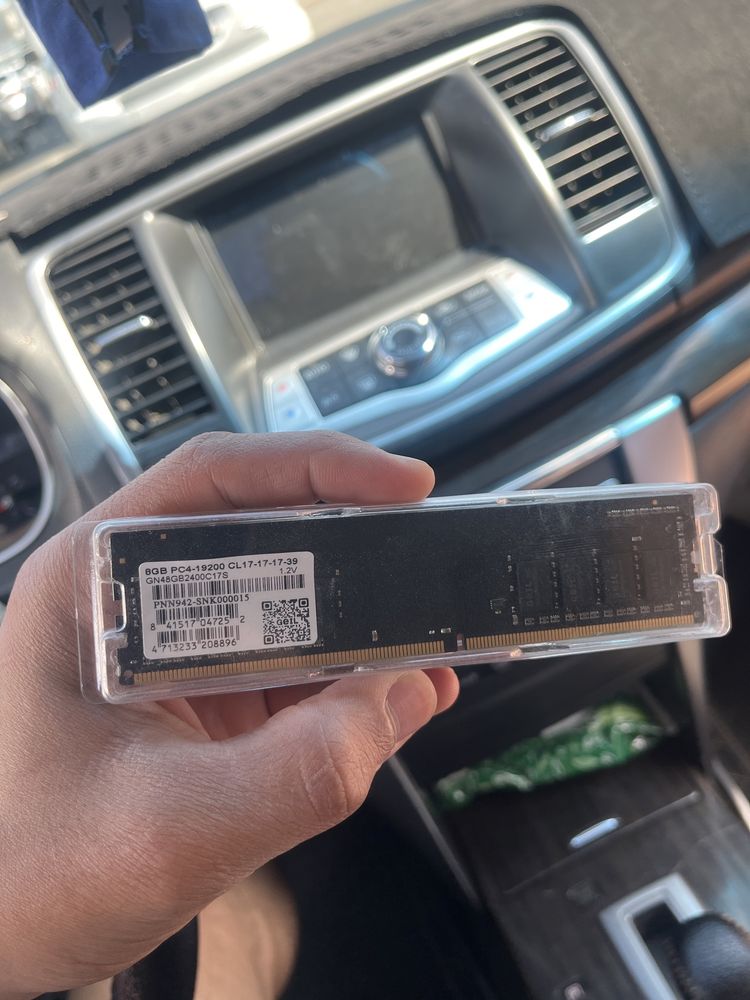 8GB PC4-19200 CL17-17-17-39
GN48GB2400C17S 1.2V
PNN942-SNK000015
8 41517 04725 2
geil
4 713233 208896
AUTO